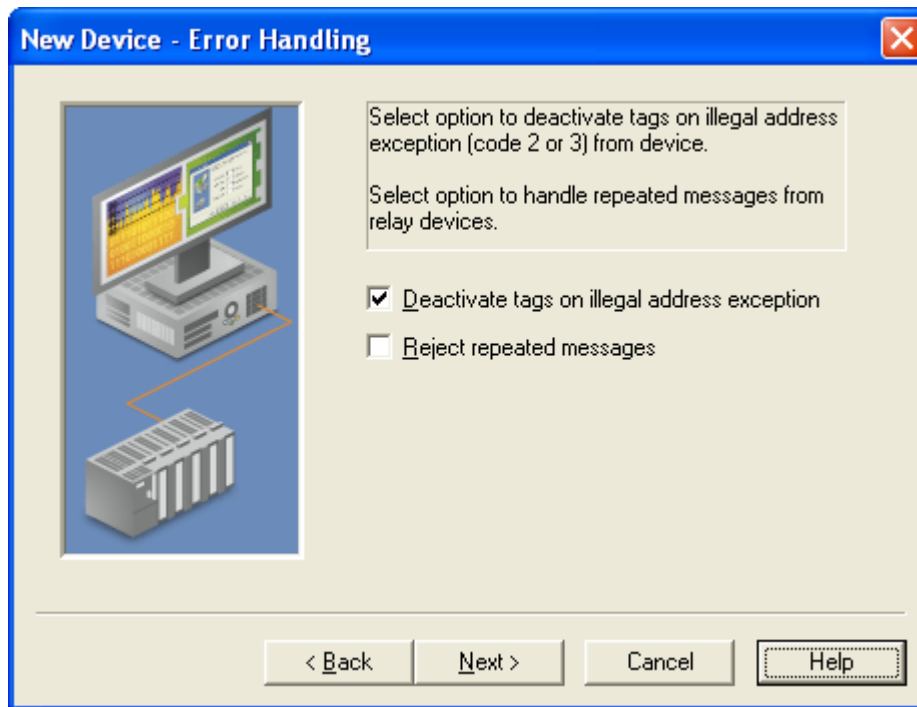 New Device - Error Handling
Select option to deactivate tags on illegal address
exception (code 2 or 3) from device.
Select option to handle repeated messages from
relay devices.
Deactivate tags on illegal address exception
Reject repeated messages
< Back
Next >
Cancel
Help